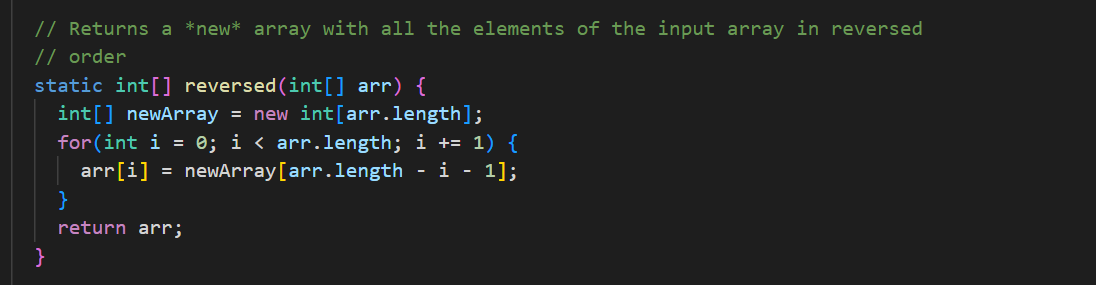 // Returns a *new* array with all the elements of the input array in reversed
// order
static int[] reversed(int[] arr) {
  int[] newArray = new int[arr.length];
  for(int i = 0; i < arr.length; i += 1) {
    arr[i] = newArray[arr.length - i - 1];
  }
  return arr;
}